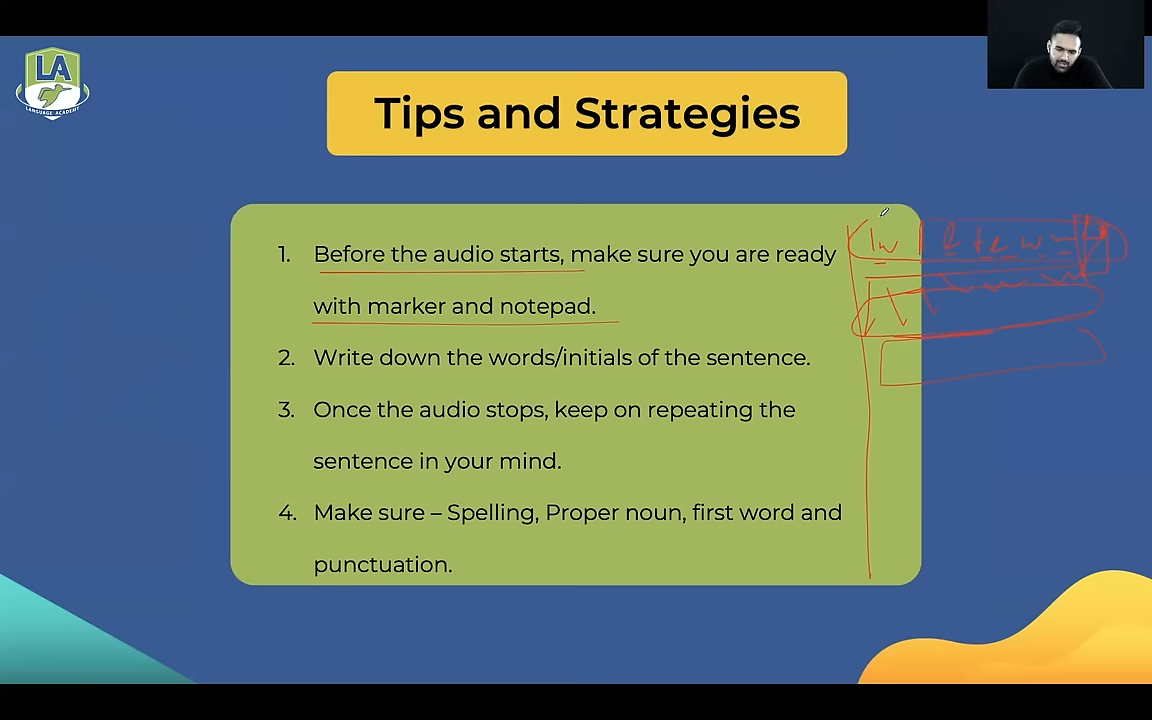 LA
LANGUAGE ACADEMY
Tips and Strategies
1. Before the audio starts, make sure you are ready
with marker and notepad.
2. Write down the words/initials of the sentence.
3. Once the audio stops, keep on repeating the
sentence in your mind.
4. Make sure – Spelling, Proper noun, first word and
punctuation.